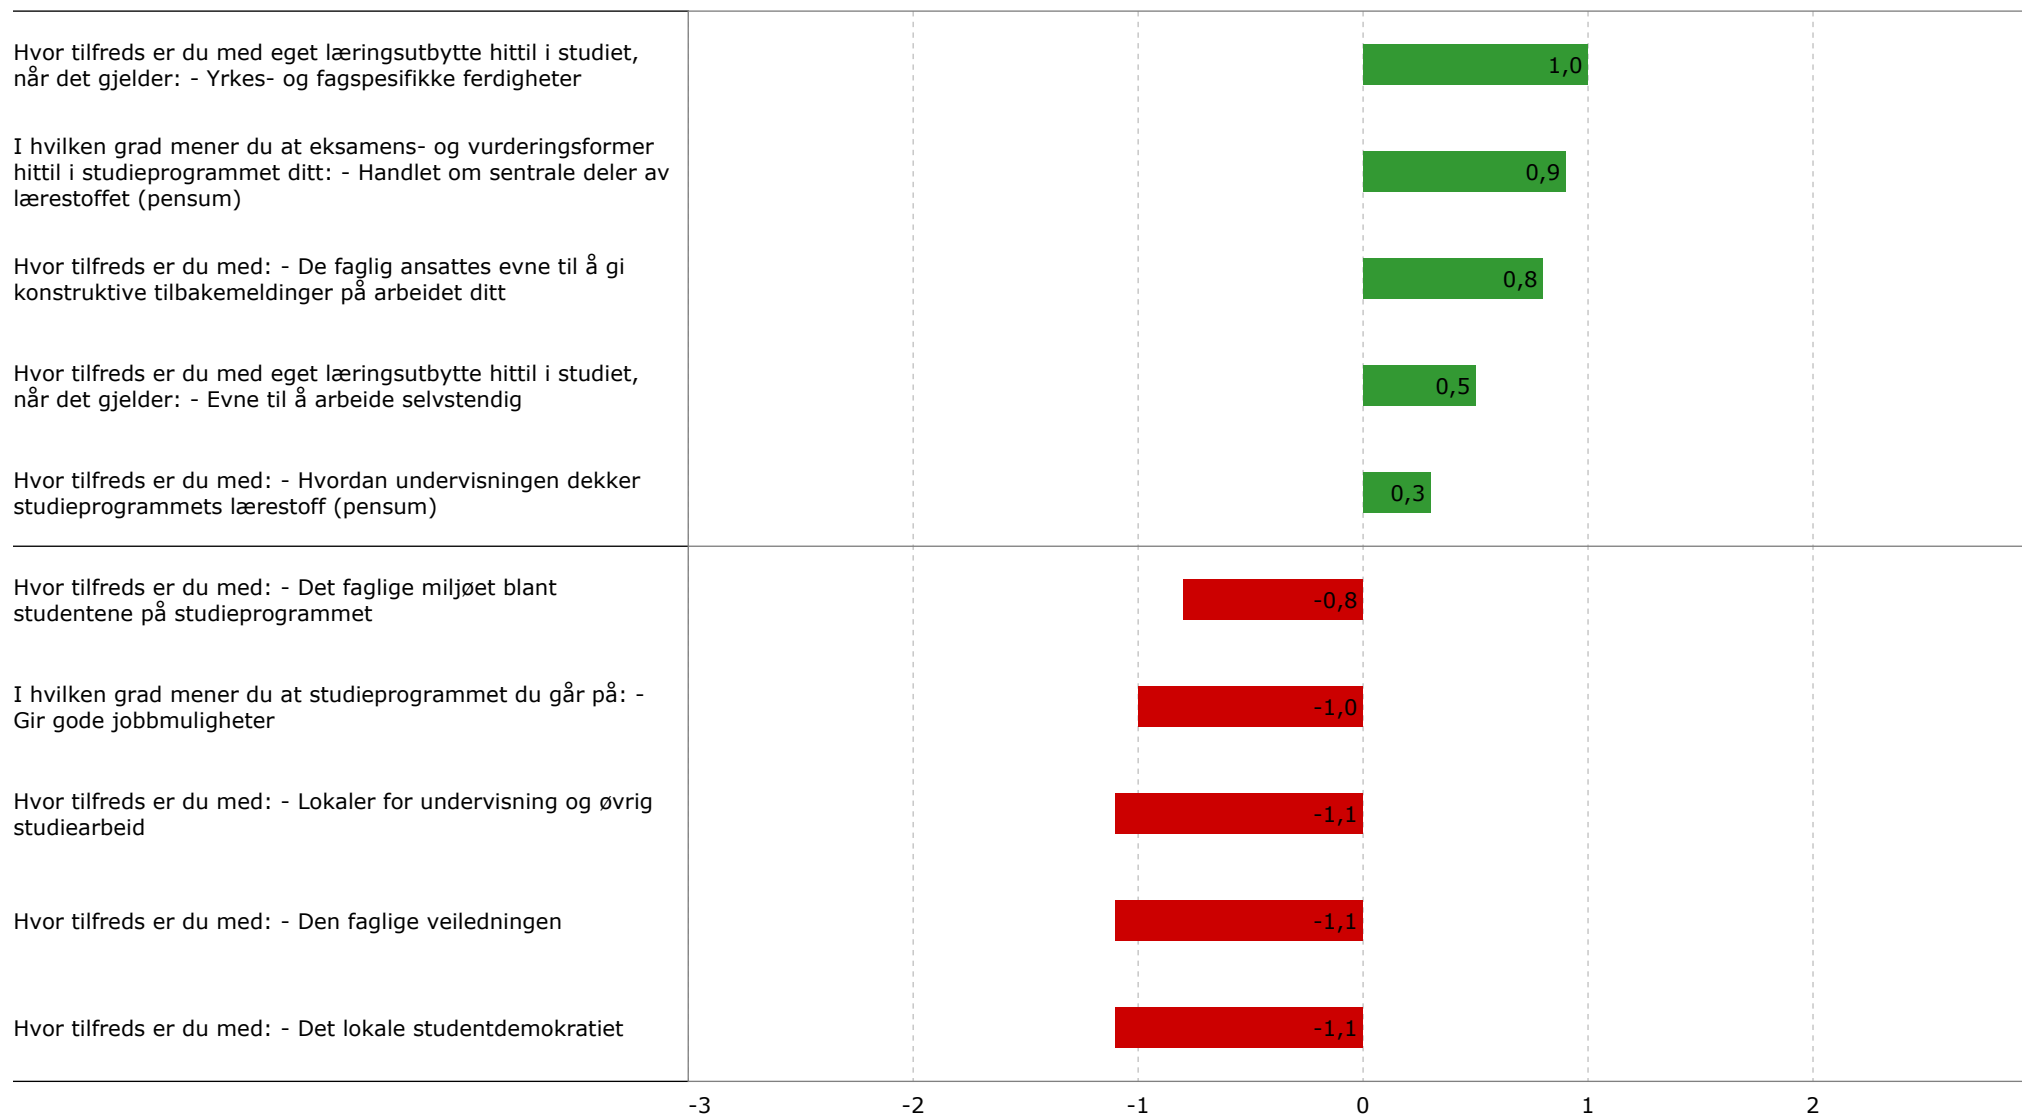 Hvor tilfreds er du med eget læringsutbytte hittil i studiet,
når det gjelder: - Yrkes- og fagspesifikke ferdigheter
1,0
I hvilken grad mener du at eksamens- og vurderingsformer
hittil i studieprogrammet ditt: - Handlet om sentrale deler av
lærestoffet (pensum)
0,9
Hvor tilfreds er du med: - De faglig ansattes evne til å gi
konstruktive tilbakemeldinger på arbeidet ditt
0,8
Hvor tilfreds er du med eget læringsutbytte hittil i studiet,
når det gjelder: - Evne til å arbeide selvstendig
0,5
Hvor tilfreds er du med: - Hvordan undervisningen dekker
studieprogrammets lærestoff (pensum)
0,3
Hvor tilfreds er du med: - Det faglige miljøet blant
studentene på studieprogrammet
-0,8
I hvilken grad mener du at studieprogrammet du går på: -
Gir gode jobbmuligheter
-1,0
Hvor tilfreds er du med: - Lokaler for undervisning og øvrig
studiearbeid
-1,1
Hvor tilfreds er du med: - Den faglige veiledningen
-1,1
Hvor tilfreds er du med: - Det lokale studentdemokratiet
-1,1
-3 -2 -1 0 1 2